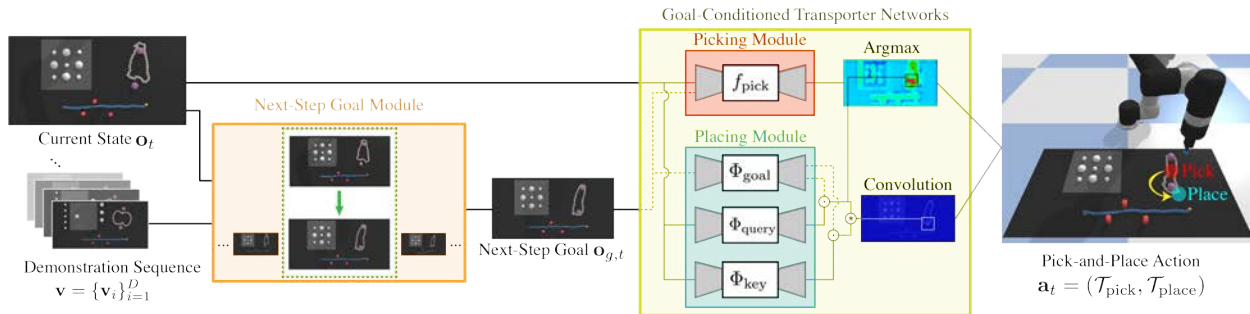 Goal-Conditioned Transporter Networks
Picking Module
Argmax
f_pick
Next-Step Goal Module
Current State o_t
Placing Module
Φ_goal
Convolution
Pick
Place
Φ_query
...
...
Next-Step Goal o_{g,t}
Demonstration Sequence
Φ_key
Pick-and-Place Action
v = {v_i}_{i=1}^D
a_t = (𝒯_pick, 𝒯_place)